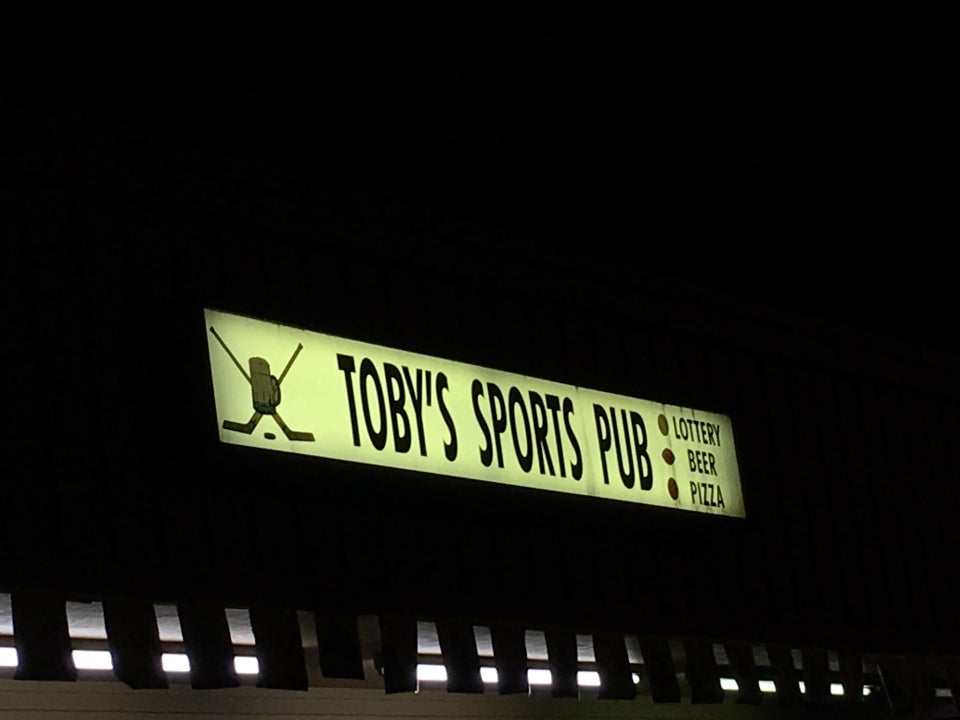 TOBY'S SPORTS PUB
LOTTERY
BEER
PIZZA